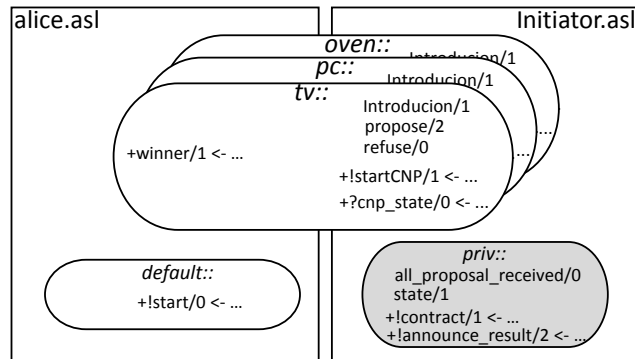 alice.asl
Initiator.asl
oven::
Introducion/1
pc::
Introducion/1
tv::
Introducion/1
propose/2
refuse/0
...
...
+winner/1 <- ...
+!startCNP/1 <- ...
+?cnp_state/0 <- ...
default::
+!start/0 <- ...
priv::
all_proposal_received/0
state/1
+!contract/1 <- ...
+!announce_result/2 <- ...